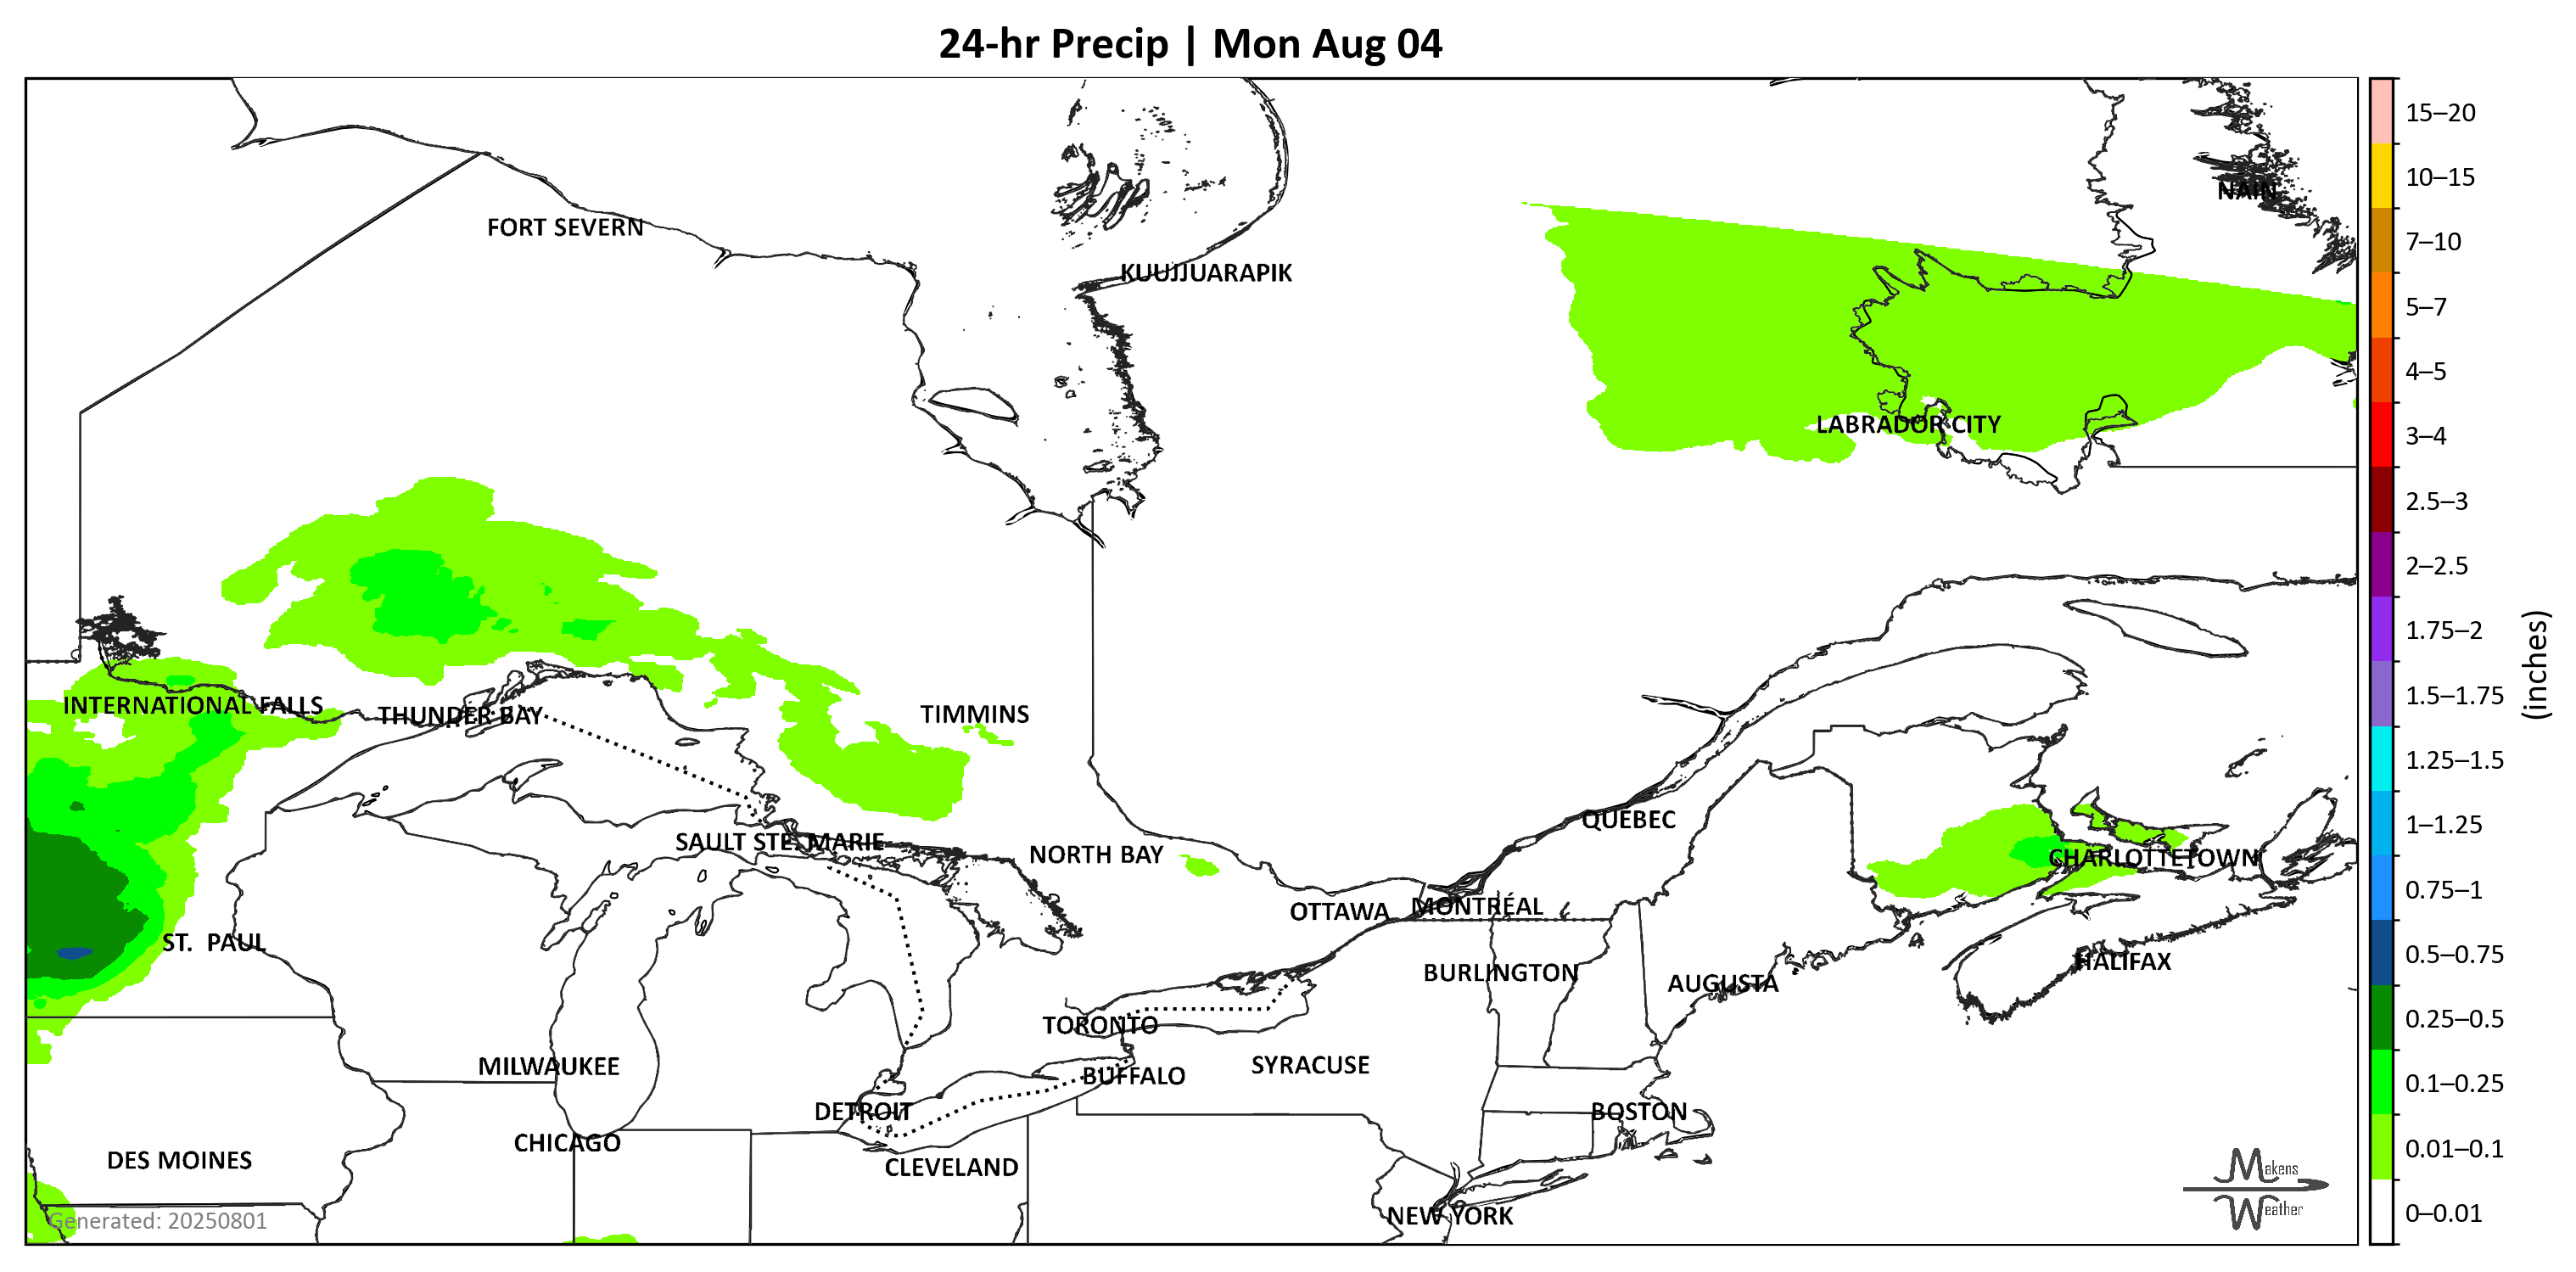 24-hr Precip | Mon Aug 04
NAIN
FORT SEVERN
KUUJJUARAPIK
LABRADOR CITY
INTERNATIONAL FALLS
THUNDER BAY
TIMMINS
SAULT STE. MARIE
NORTH BAY
QUÉBEC
CHARLOTTETOWN
OTTAWA
MONTRÉAL
ST. PAUL
BURLINGTON
AUGUSTA
HALIFAX
TORONTO
MILWAUKEE
BUFFALO
SYRACUSE
DETROIT
BOSTON
CHICAGO
DES MOINES
CLEVELAND
NEW YORK
Generated: 20250801
Makens
Weather
15–20
10–15
7–10
5–7
4–5
3–4
2.5–3
2–2.5
1.75–2
1.5–1.75
1.25–1.5
1–1.25
0.75–1
0.5–0.75
0.25–0.5
0.1–0.25
0.01–0.1
0–0.01
(inches)